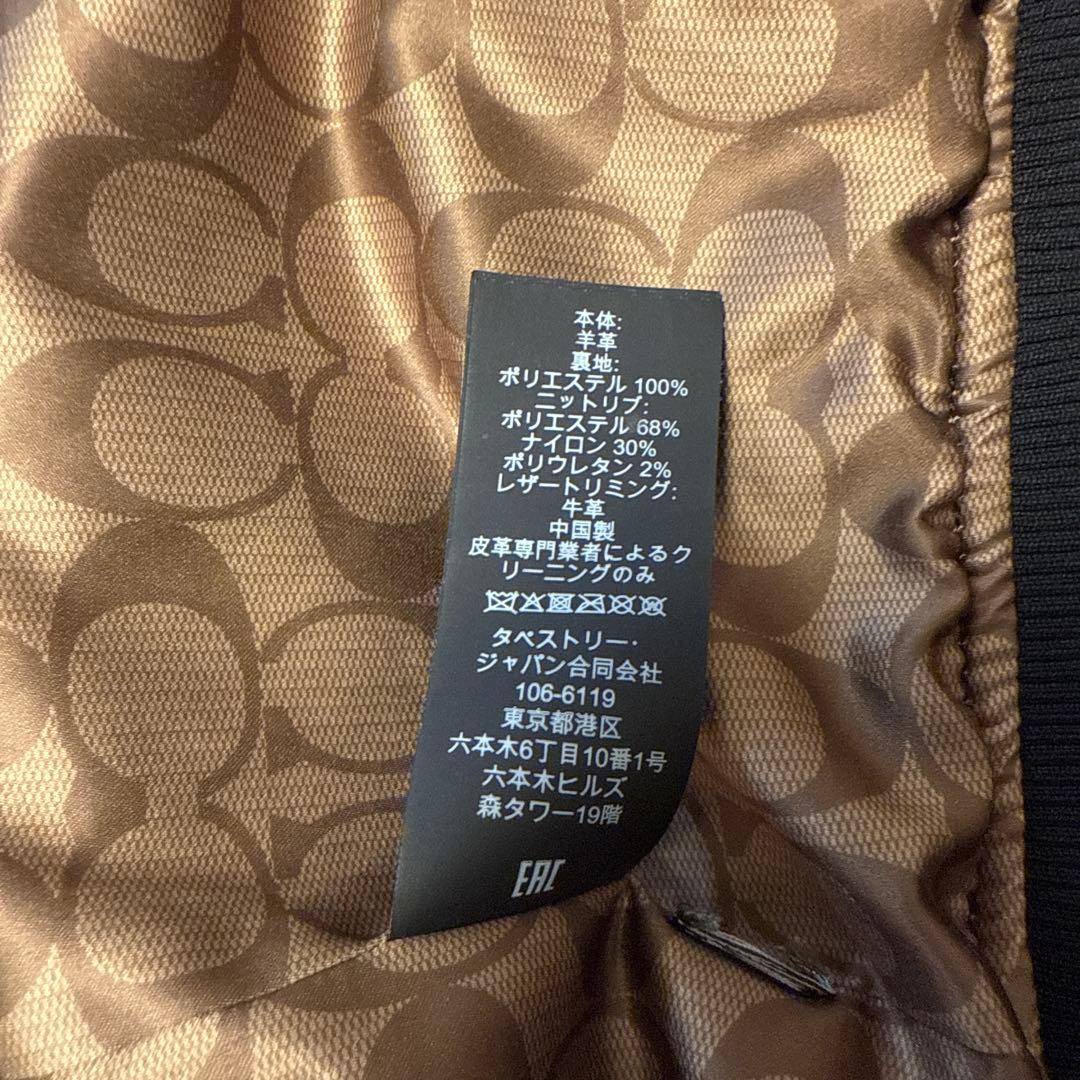 本体:
羊革
裏地:
ポリエステル 100%
ニットリブ:
ポリエステル 68%
ナイロン 30%
ポリウレタン 2%
レザートリミング:
牛革
中国製
皮革専門業者によるク
リーニングのみ
タペストリー・
ジャパン合同会社
106-6119
東京都港区
六本木6丁目10番1号
六本木ヒルズ
森タワー19階
EAC